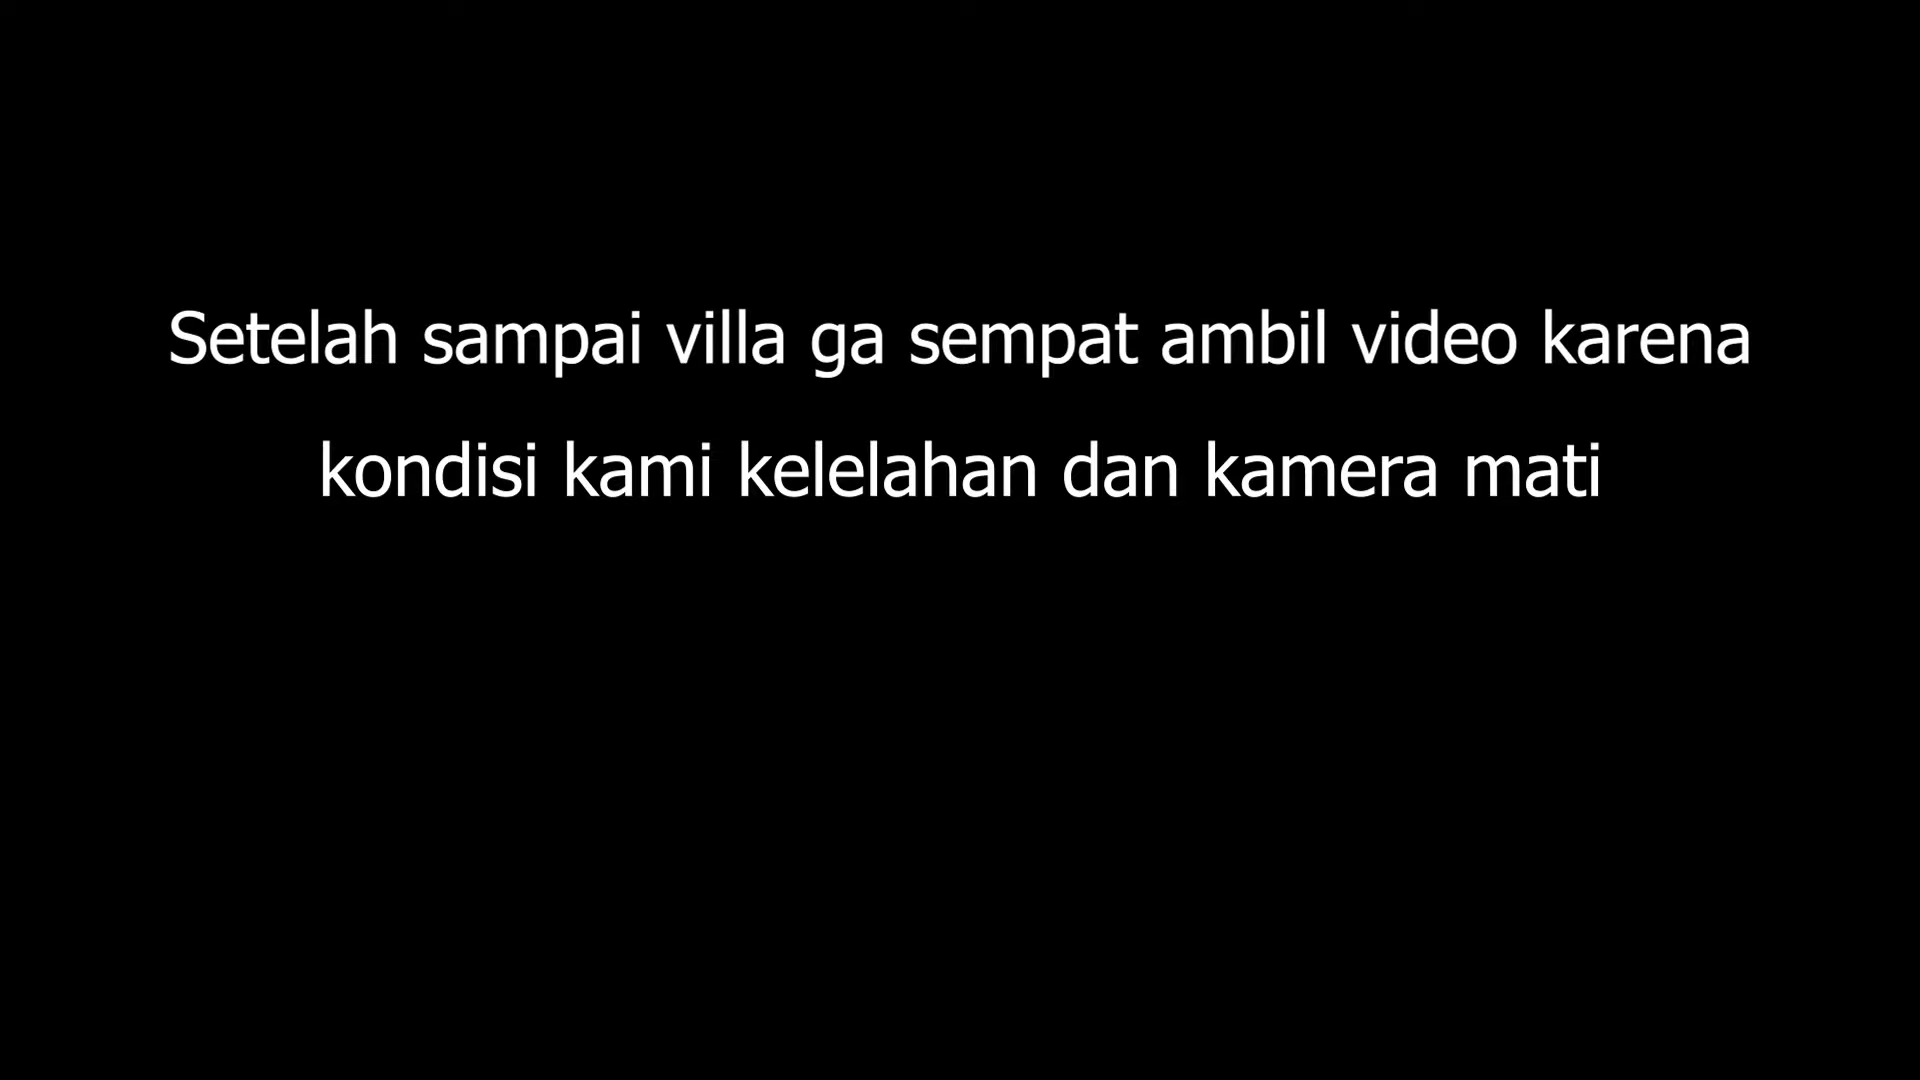 Setelah sampai villa ga sempat ambil video karena
kondisi kami kelelahan dan kamera mati